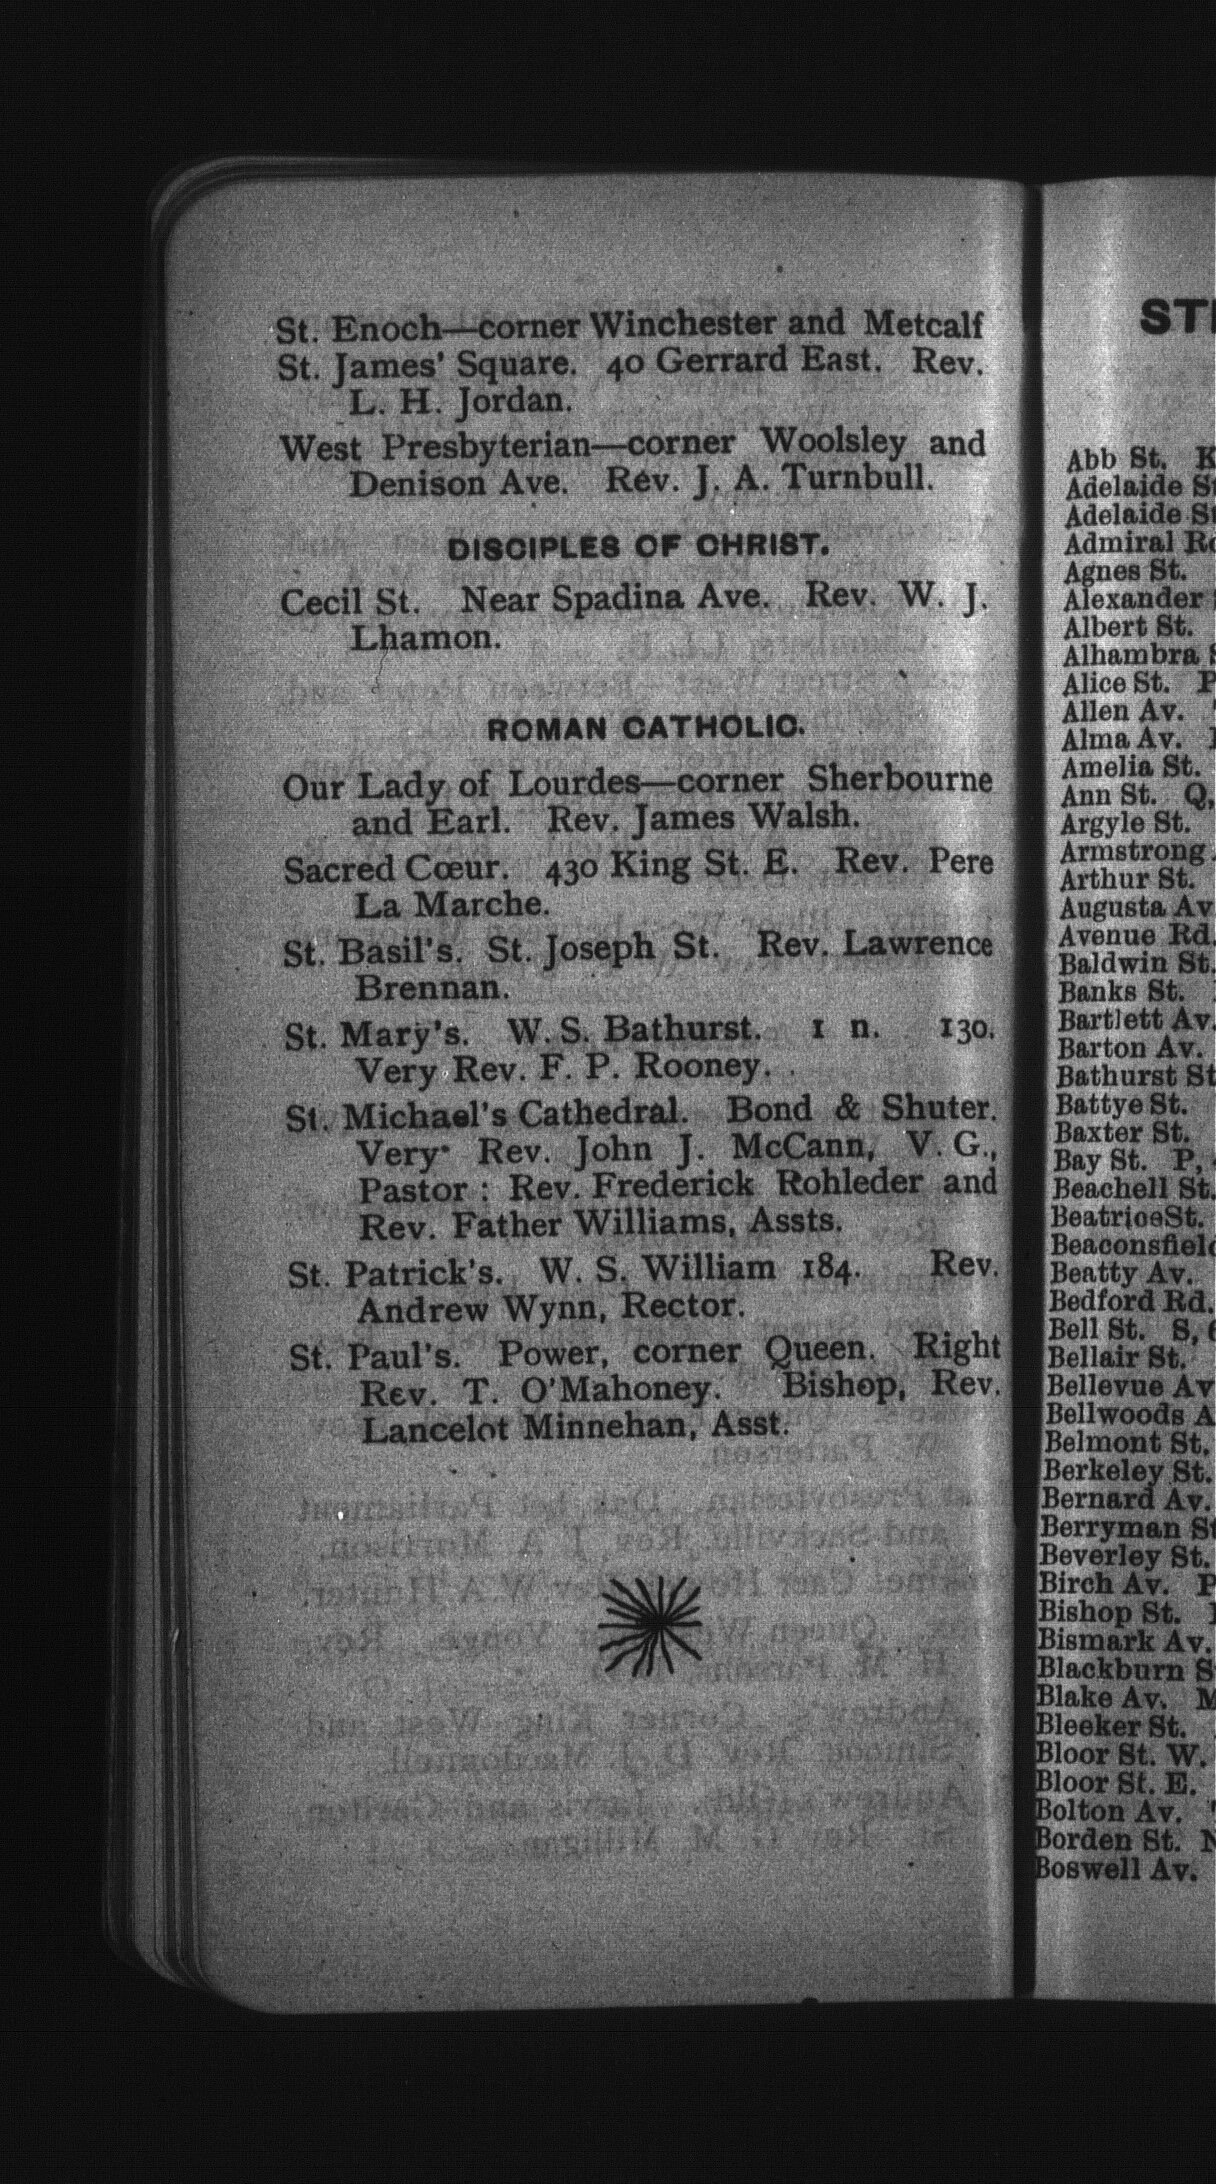 St. Enoch—corner Winchester and Metcalf
St. James' Square. 40 Gerrard East. Rev.
L. H. Jordan.
West Presbyterian—corner Woolsley and
Denison Ave. Rev. J. A. Turnbull.
DISCIPLES OF CHRIST.
Cecil St. Near Spadina Ave. Rev. W. J.
Lhamon.
ROMAN CATHOLIC.
Our Lady of Lourdes—corner Sherbourne
and Earl. Rev. James Walsh.
Sacred Cœur. 430 King St. E. Rev. Pere
La Marche.
St. Basil's. St. Joseph St. Rev. Lawrence
Brennan.
St. Mary's. W. S. Bathurst. 1 n. 130.
Very Rev. F. P. Rooney.
St. Michael's Cathedral. Bond & Shuter.
Very Rev. John J. McCann, V. G.,
Pastor : Rev. Frederick Rohleder and
Rev. Father Williams, Assts.
St. Patrick's. W. S. William 184. Rev.
Andrew Wynn, Rector.
St. Paul's. Power, corner Queen. Right
Rev. T. O'Mahoney. Bishop, Rev.
Lancelot Minnehan, Asst.
Abb St.
Adelaide
Adelaide
Admiral
Agnes St.
Alexander
Albert St.
Alhambra
Alice St.
Allen Av.
Alma Av.
Amelia St.
Ann St. Q,
Argyle St.
Armstrong
Arthur St.
Augusta Av
Avenue Rd.
Baldwin St.
Banks St.
Bartlett Av.
Barton Av.
Bathurst St
Battye St.
Baxter St.
Bay St. P,
Beachell St.
Beatrice St.
Beaconsfield
Beatty Av.
Bedford Rd.
Bell St. S,
Bellair St.
Bellevue Av
Bellwoods A
Belmont St.
Berkeley St.
Bernard Av.
Berryman St
Beverley St.
Birch Av. P
Bishop St.
Bismark Av.
Blackburn S
Blake Av. M
Bleeker St.
Bloor St. W.
Bloor St. E.
Bolton Av.
Borden St. N
Boswell Av.